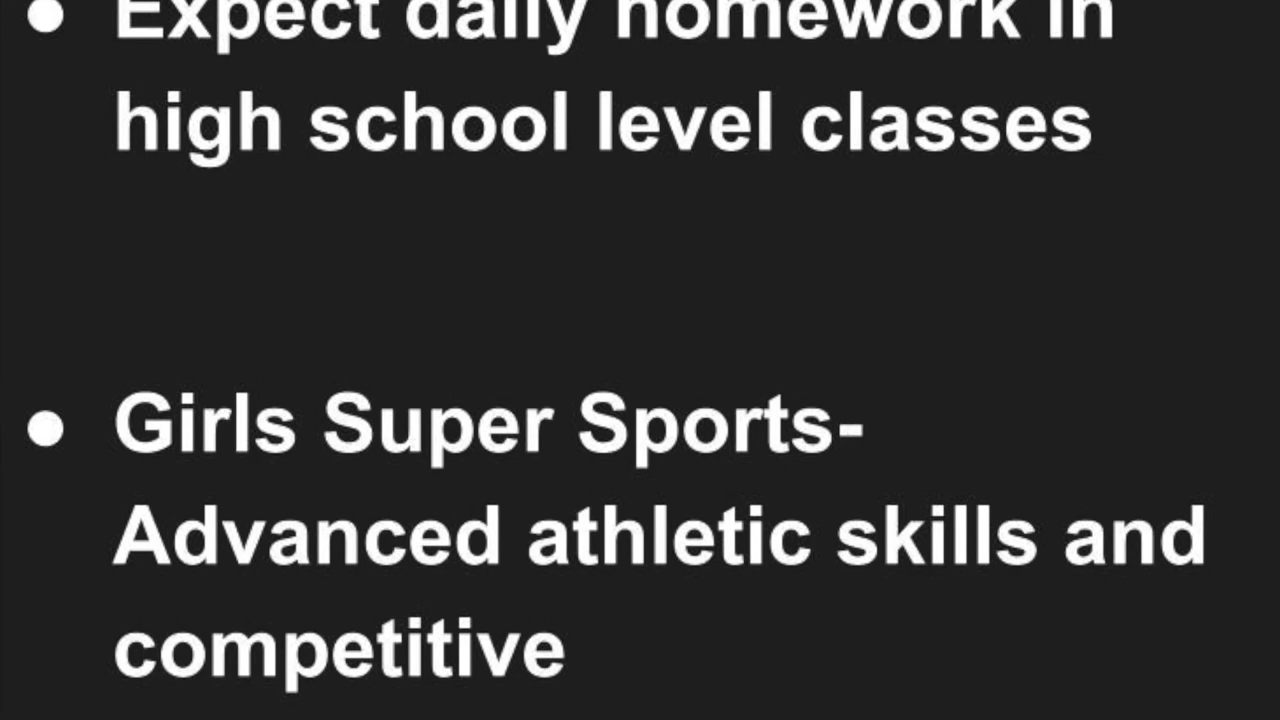 ● Expect daily homework in
high school level classes
● Girls Super Sports-
Advanced athletic skills and
competitive